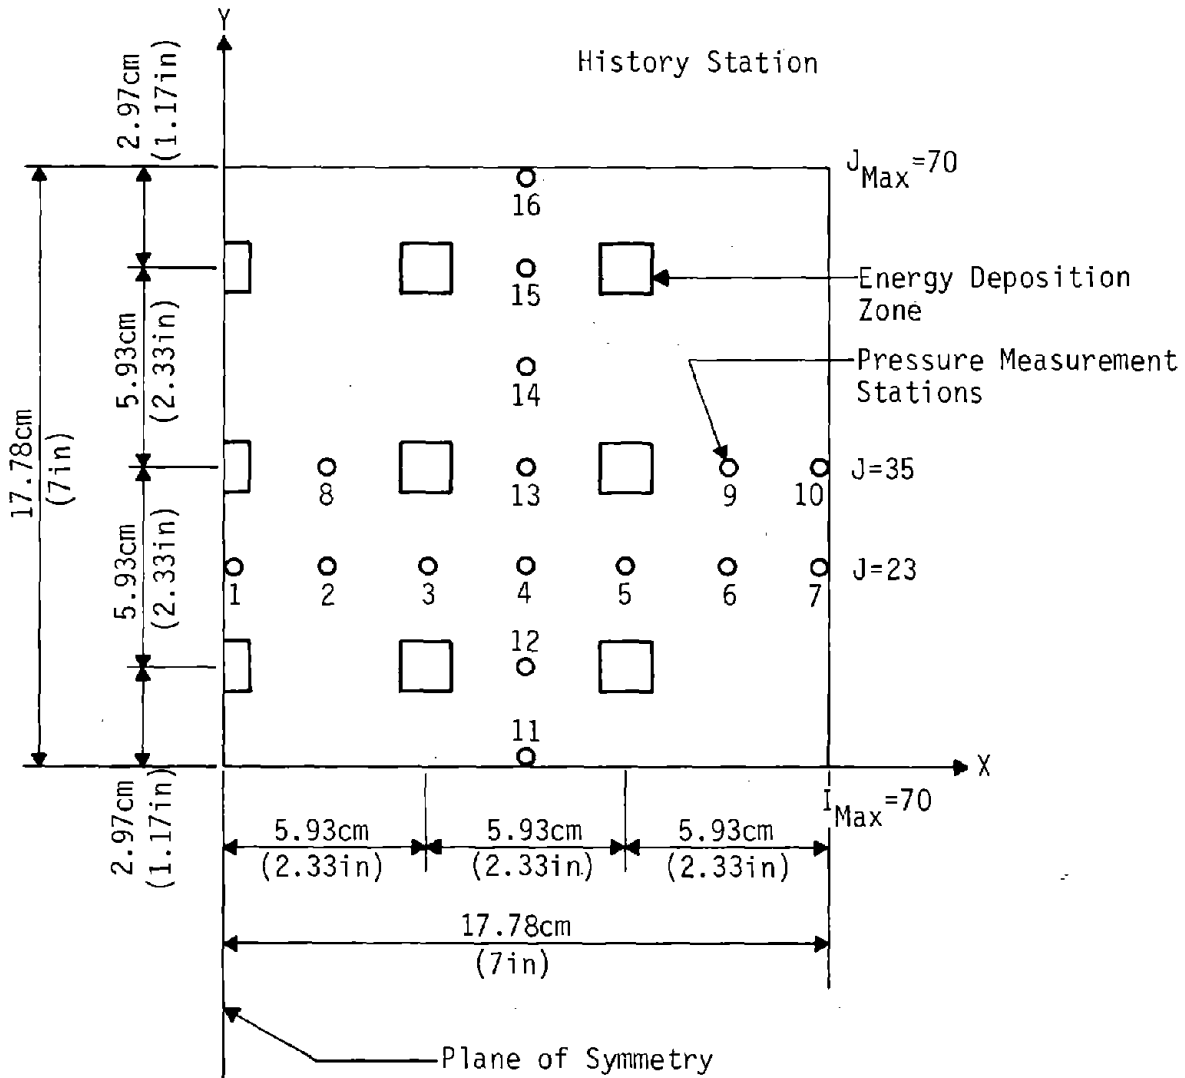 Y
History Station
2.97cm
(1.17in)
J Max =70
16
15
Energy Deposition
Zone
5.93cm
(2.33in)
Pressure Measurement
Stations
14
17.78cm
(7in)
8
13
9
10
J=35
5.93cm
(2.33in)
1
2
3
4
5
6
7
J=23
12
11
X
2.97cm
(1.17in)
I Max =70
5.93cm
(2.33in)
5.93cm
(2.33in)
5.93cm
(2.33in)
17.78cm
(7in)
Plane of Symmetry